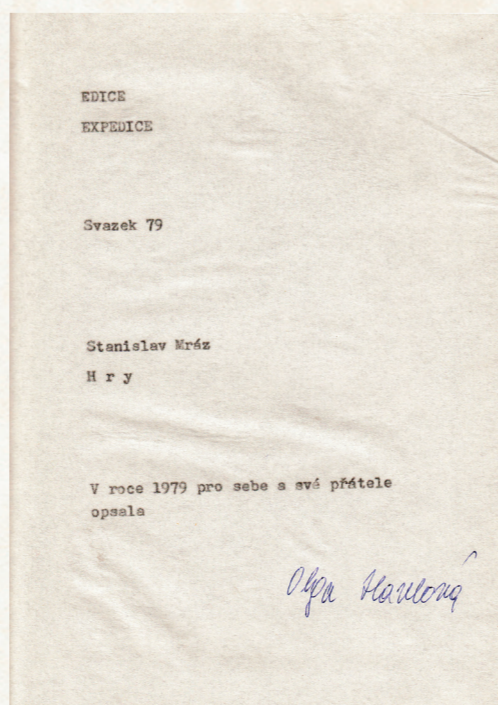 EDICE
EXPEDICE
Svazek 79
Stanislav Mráz
H r y
V roce 1979 pro sebe a své přátele
opsala
Olga Havlová